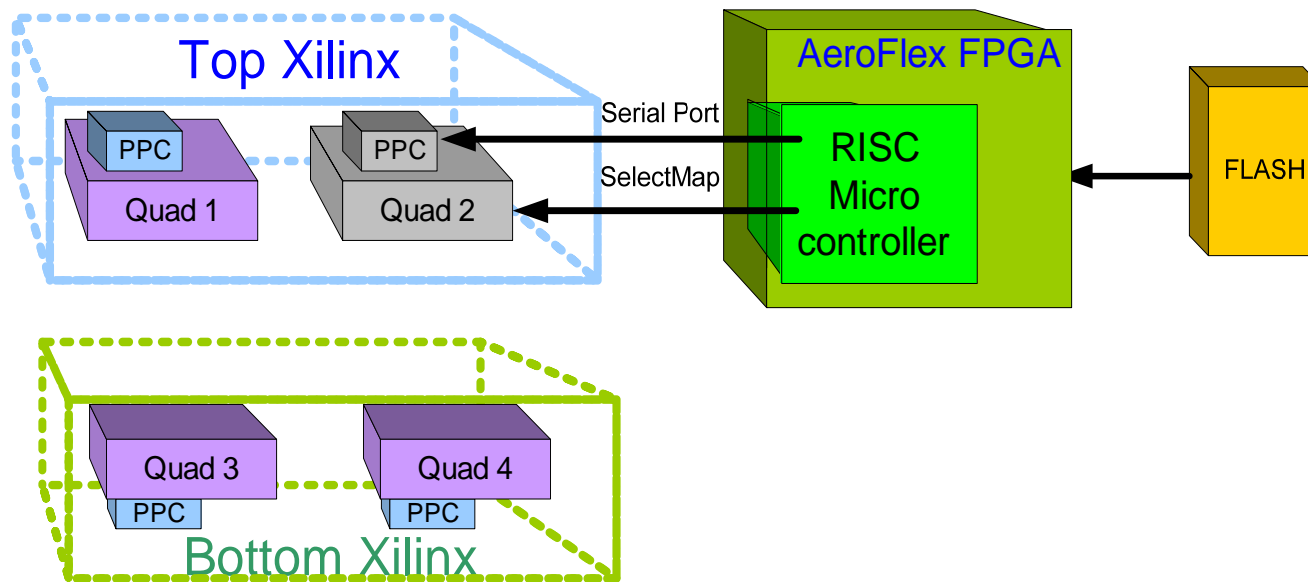 Top Xilinx
PPC
Quad 1
PPC
Quad 2
Serial Port
SelectMap
AeroFlex FPGA
RISC
Micro
controller
FLASH
Quad 3
PPC
Quad 4
PPC
Bottom Xilinx